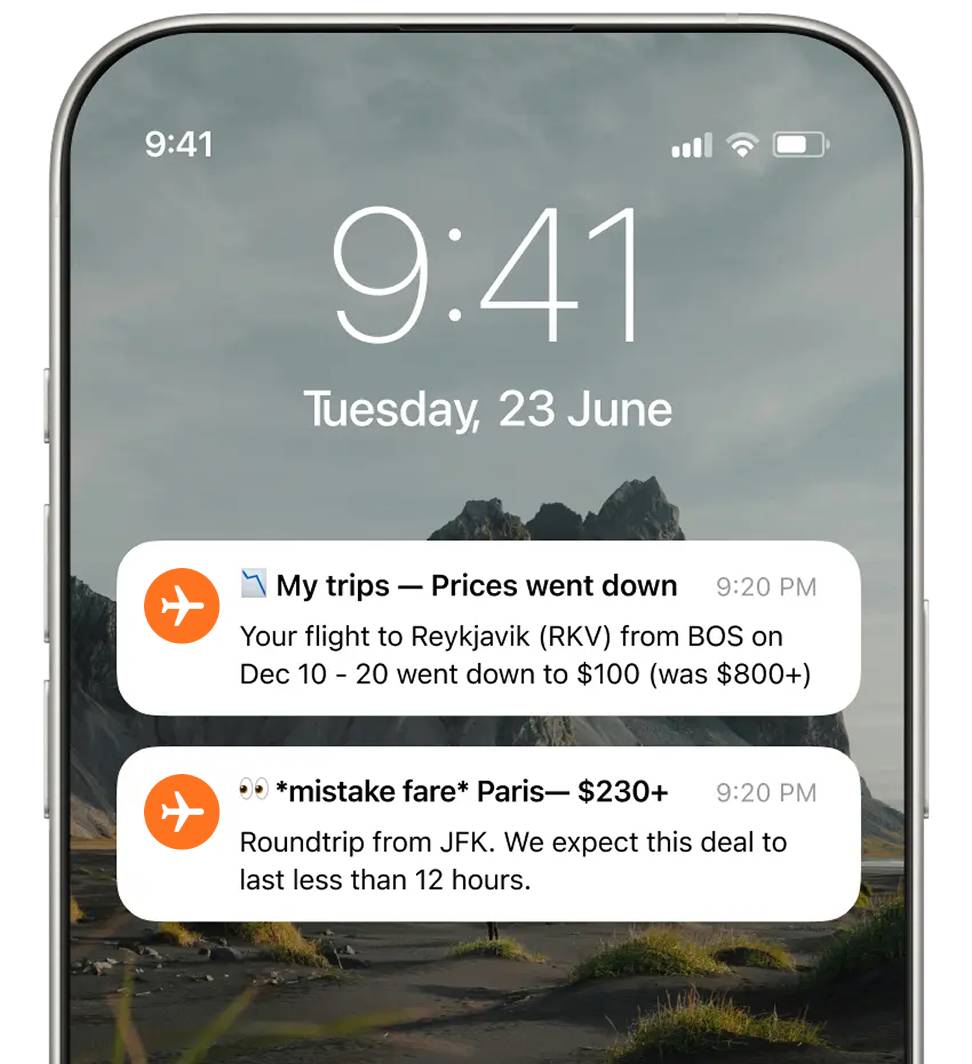 9:41
9:41
Tuesday, 23 June
📉 My trips — Prices went down 9:20 PM
Your flight to Reykjavik (RKV) from BOS on
Dec 10 - 20 went down to $100 (was $800+)
👀 *mistake fare* Paris— $230+ 9:20 PM
Roundtrip from JFK. We expect this deal to
last less than 12 hours.